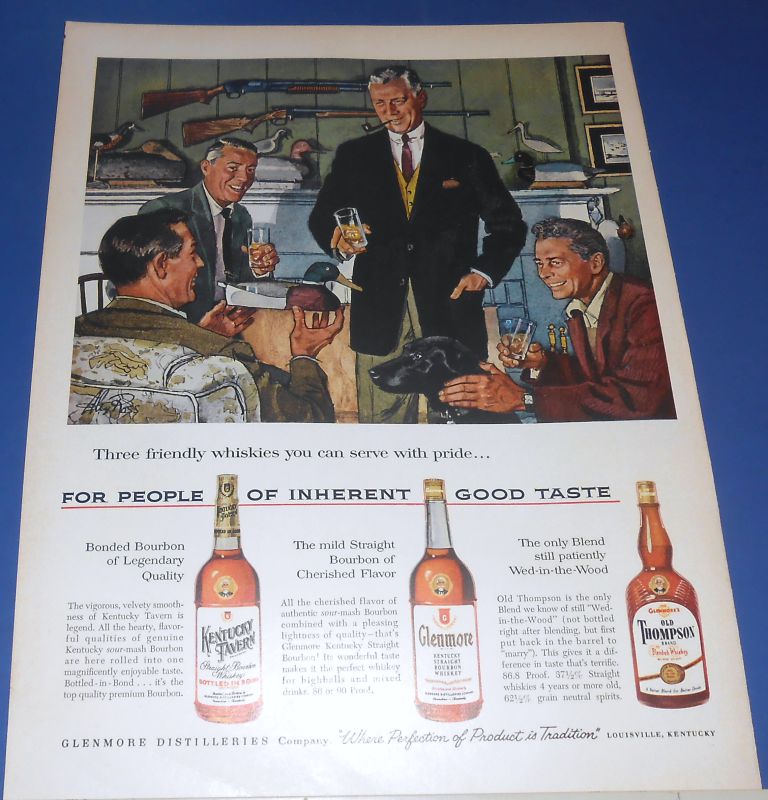 Three friendly whiskies you can serve with pride...
FOR PEOPLE OF INHERENT GOOD TASTE
Bonded Bourbon
of Legendary
Quality
The vigorous, velvety smooth-
ness of Kentucky Tavern is
legend. All the hearty, flavor-
ful qualities of genuine
Kentucky sour-mash Bourbon
are here rolled into one
magnificently enjoyable taste.
Bottled-in-Bond . . . it's the
top quality premium Bourbon.
KENTUCKY
TAVERN
Straight Bourbon
Whiskey
BOTTLED IN BOND
The mild Straight
Bourbon of
Cherished Flavor
All the cherished flavor of
authentic sour-mash Bourbon
combined with a pleasing
lightness of quality—that's
Glenmore Kentucky Straight
Bourbon! Its wonderful taste
makes it the perfect whiskey
for highballs and mixed
drinks. 86 or 90 Proof.
G
Glenmore
KENTUCKY
STRAIGHT
BOURBON
WHISKEY
The only Blend
still patiently
Wed-in-the-Wood
Old Thompson is the only
Blend we know of still "Wed-
in-the-Wood" (not bottled
right after blending, but first
put back in the barrel to
"marry"). This gives it a dif-
ference in taste that's terrific.
86.8 Proof. 37½% Straight
whiskies 4 years or more old,
62½% grain neutral spirits.
GLENMORE'S
OLD
THOMPSON
BRAND
Blended Whiskey
GLENMORE DISTILLERIES Company. "Where Perfection of Product is Tradition" LOUISVILLE, KENTUCKY